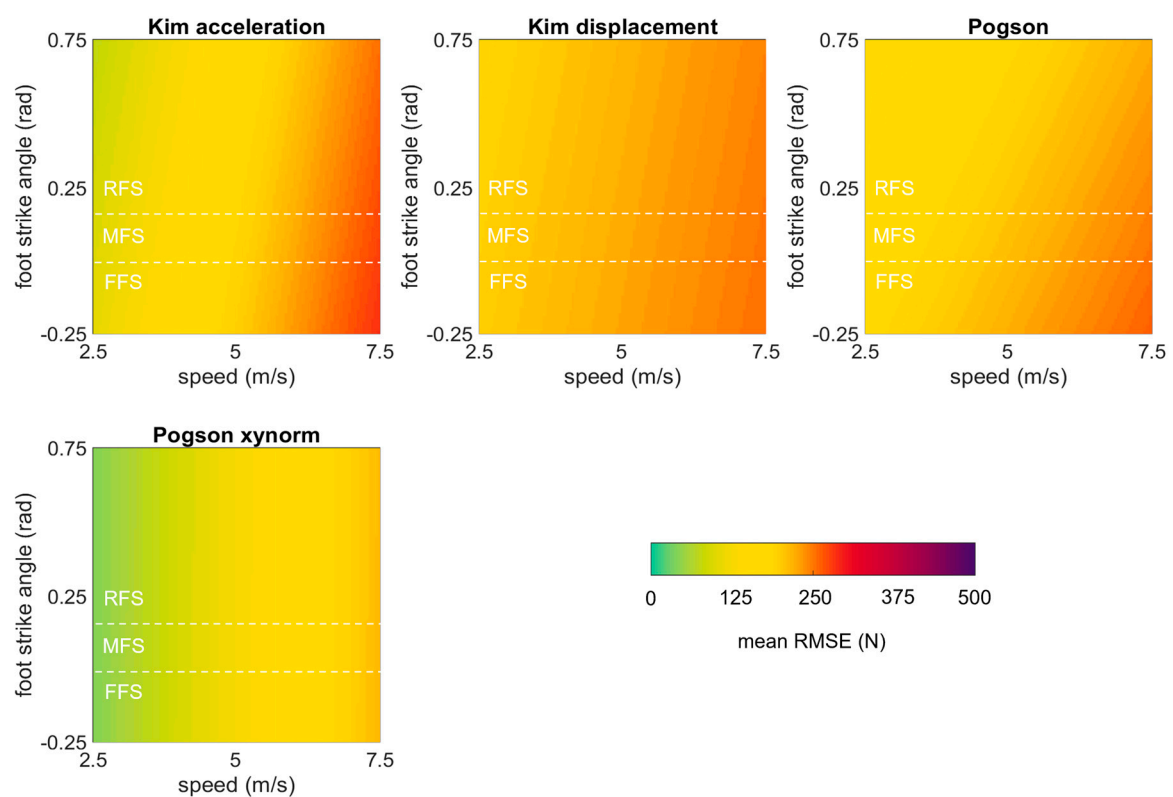 Kim acceleration
Kim displacement
Pogson
0.75
0.75
0.75
foot strike angle (rad)
foot strike angle (rad)
foot strike angle (rad)
RFS
RFS
RFS
0.25
0.25
0.25
MFS
MFS
MFS
FFS
FFS
FFS
-0.25
-0.25
-0.25
2.5 5 7.5
2.5 5 7.5
2.5 5 7.5
speed (m/s)
speed (m/s)
speed (m/s)
Pogson xynorm
0.75
foot strike angle (rad)
RFS
0.25
MFS
FFS
-0.25
2.5 5 7.5
speed (m/s)
0 125 250 375 500
mean RMSE (N)